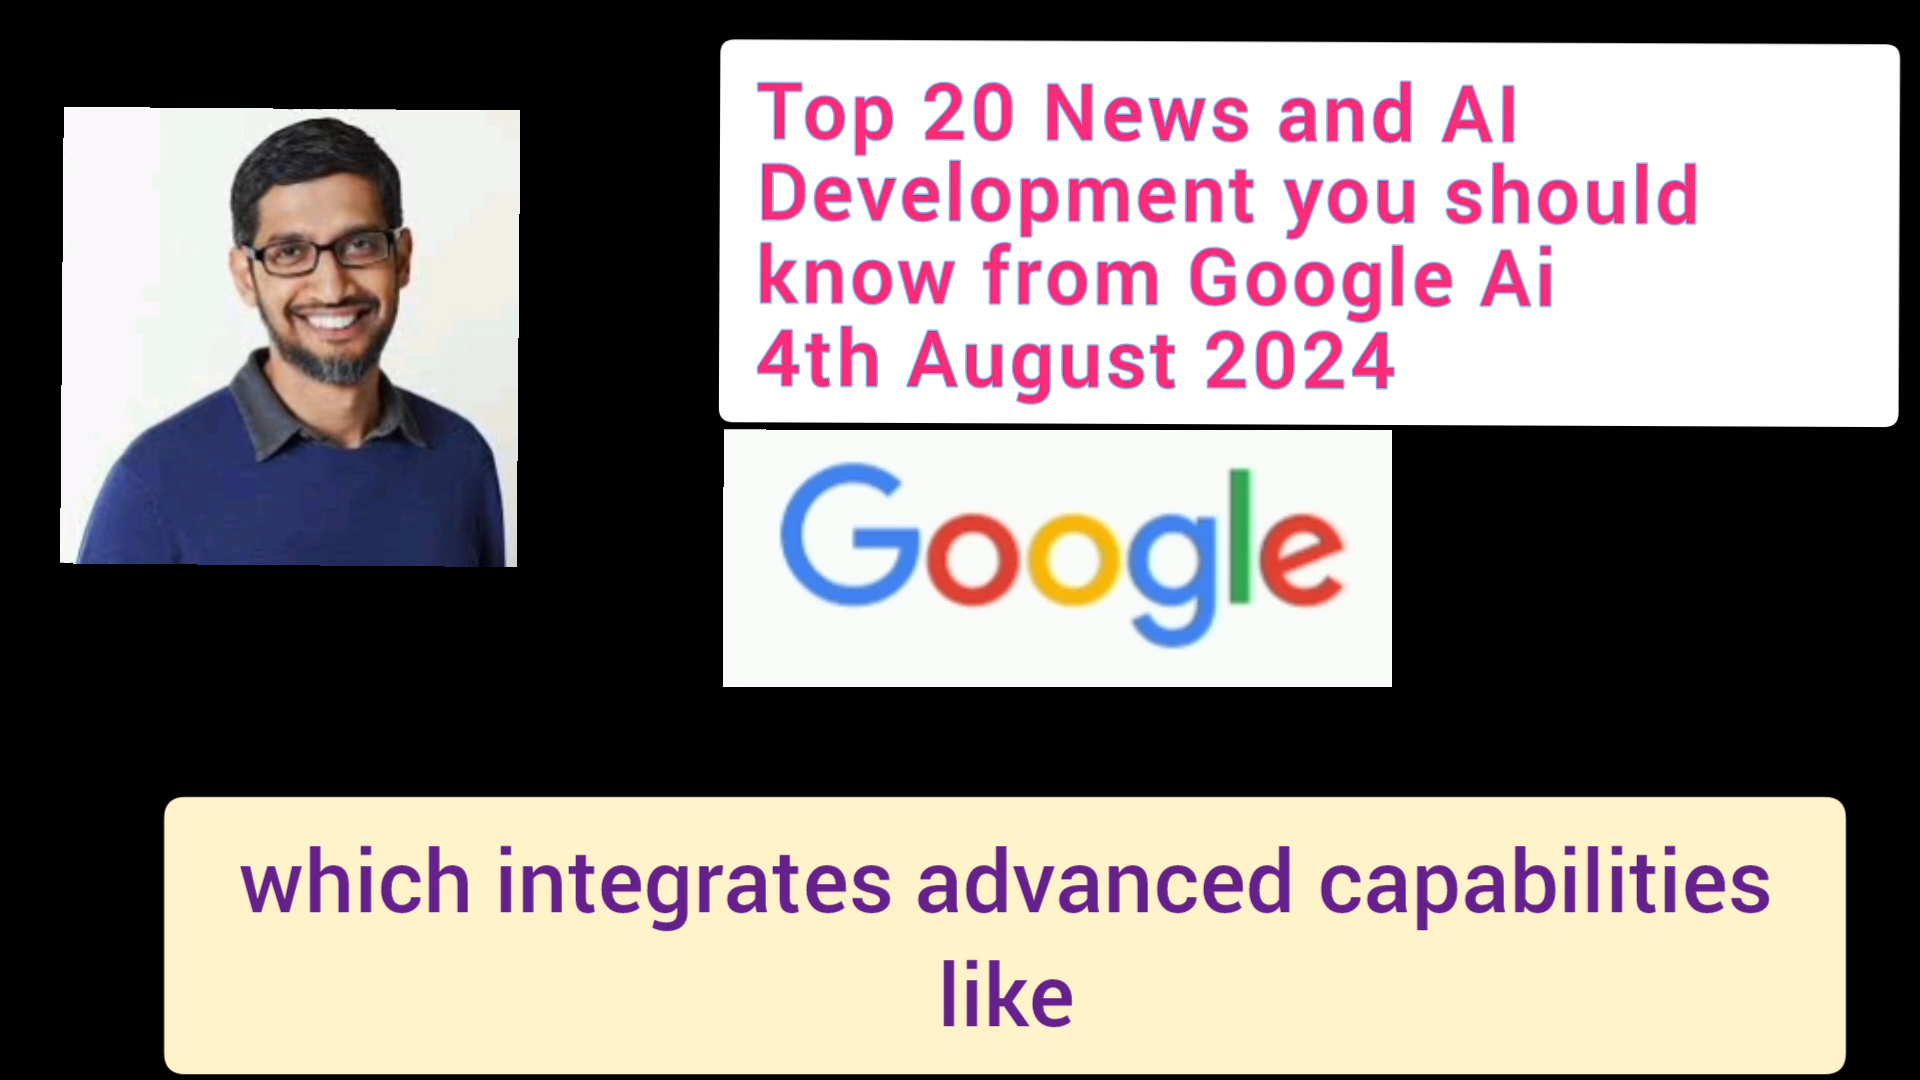 Top 20 News and AI
Development you should
know from Google Ai
4th August 2024
Google
which integrates advanced capabilities
like